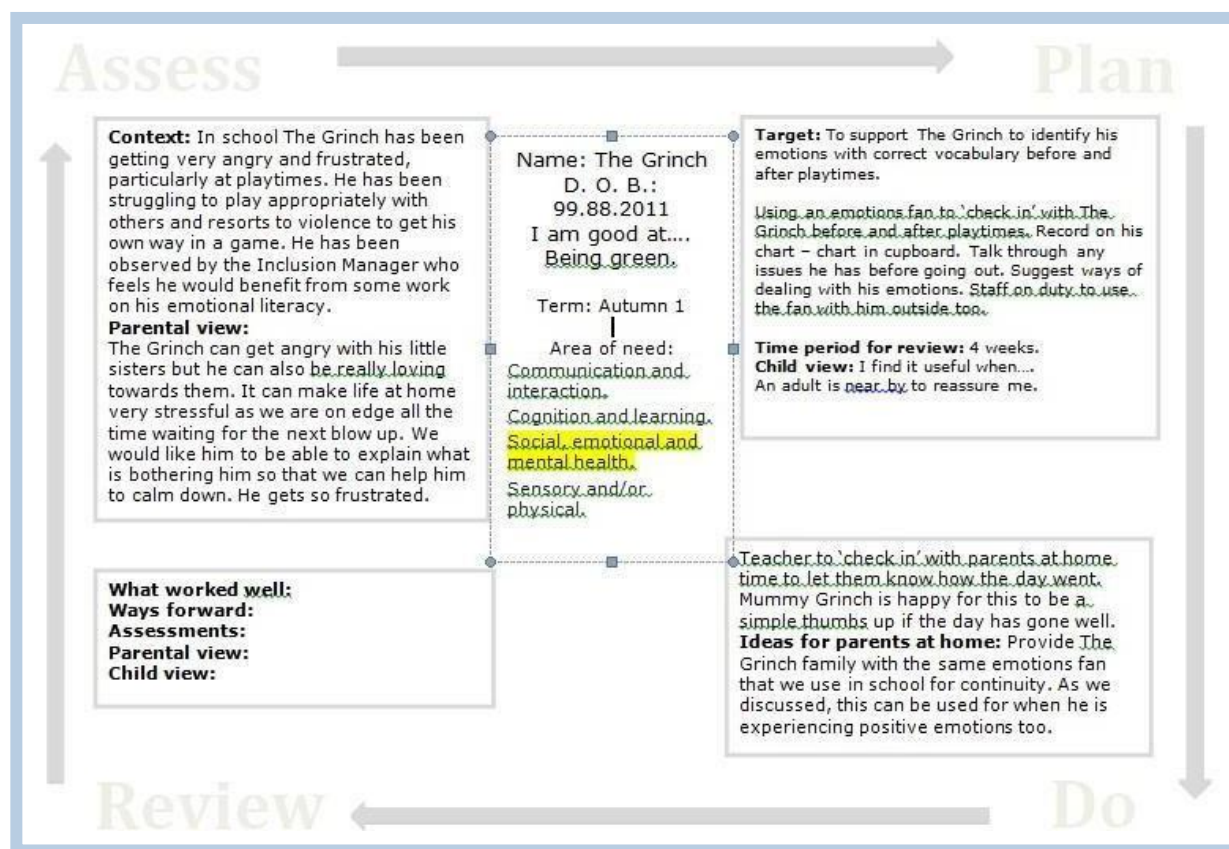 Assess
Plan
Context: In school The Grinch has been
getting very angry and frustrated,
particularly at playtimes. He has been
struggling to play appropriately with
others and resorts to violence to get his
own way in a game. He has been
observed by the Inclusion Manager who
feels he would benefit from some work
on his emotional literacy.
Parental view:
The Grinch can get angry with his little
sisters but he can also be really loving
towards them. It can make life at home
very stressful as we are on edge all the
time waiting for the next blow up. We
would like him to be able to explain what
is bothering him so that we can help him
to calm down. He gets so frustrated.
Name: The Grinch
D. O. B.:
99.88.2011
I am good at....
Being green.
Term: Autumn 1
Area of need:
Communication and
interaction.
Cognition and learning.
Social, emotional and
mental health.
Sensory and/or
physical.
Target: To support The Grinch to identify his
emotions with correct vocabulary before and
after playtimes.
Using an emotions fan to ‘check in’ with The
Grinch before and after playtimes. Record on his
chart – chart in cupboard. Talk through any
issues he has before going out. Suggest ways of
dealing with his emotions. Staff on duty to use
the fan with him outside too.
Time period for review: 4 weeks.
Child view: I find it useful when....
An adult is near by to reassure me.
Teacher to ‘check in’ with parents at home
time to let them know how the day went.
Mummy Grinch is happy for this to be a
simple thumbs up if the day has gone well.
Ideas for parents at home: Provide The
Grinch family with the same emotions fan
that we use in school for continuity. As we
discussed, this can be used for when he is
experiencing positive emotions too.
What worked well:
Ways forward:
Assessments:
Parental view:
Child view:
Review
Do